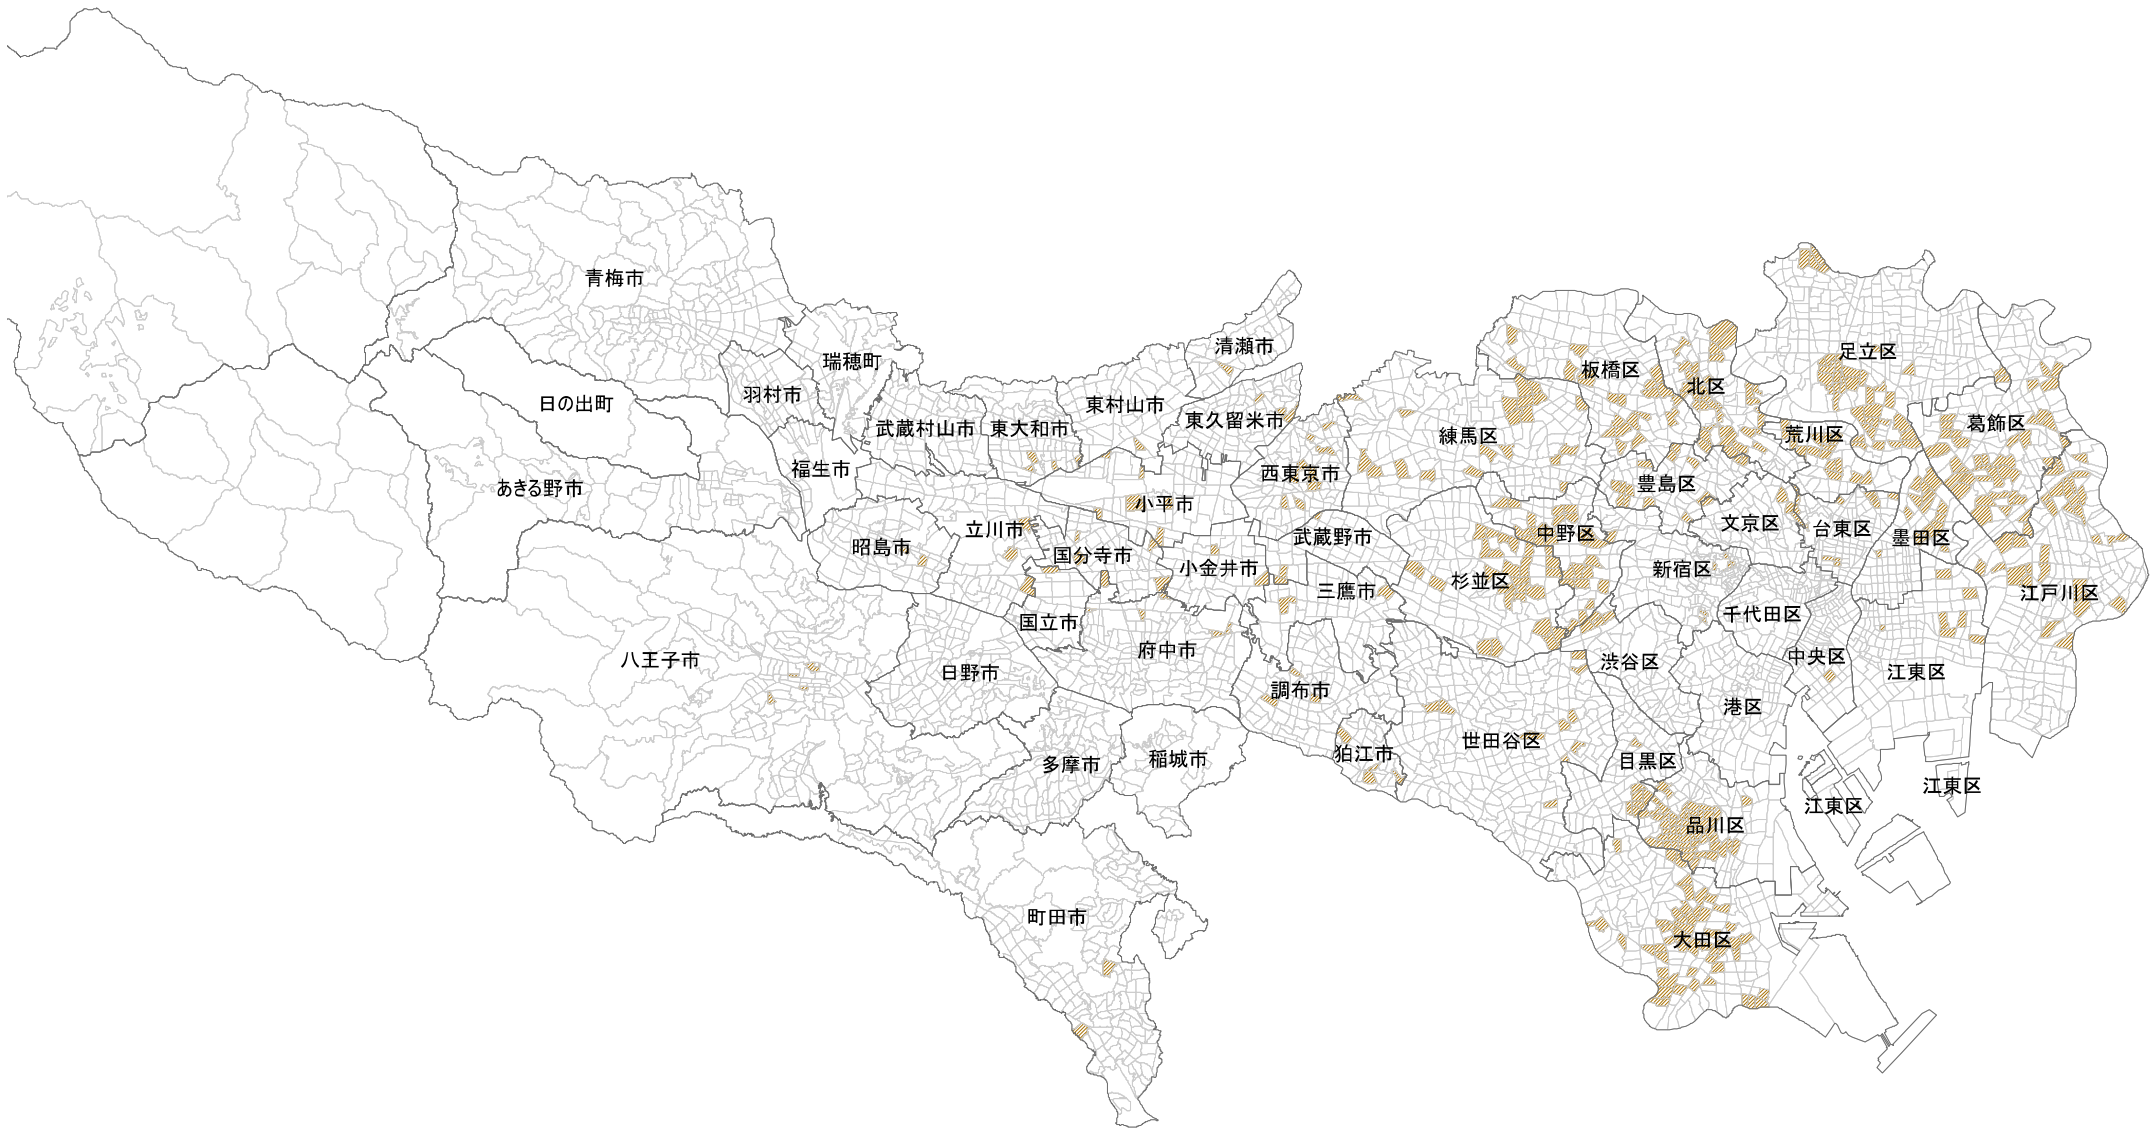 青梅市
清瀬市
足立区
瑞穂町
板橋区
北区
羽村市
日の出町
東村山市
東久留米市
葛飾区
武蔵村山市
東大和市
練馬区
荒川区
福生市
西東京市
豊島区
あきる野市
小平市
文京区
台東区
立川市
中野区
武蔵野市
墨田区
昭島市
国分寺市
小金井市
新宿区
杉並区
三鷹市
江戸川区
千代田区
国立市
府中市
中央区
八王子市
渋谷区
日野市
江東区
調布市
港区
世田谷区
狛江市
稲城市
目黒区
多摩市
江東区
江東区
品川区
町田市
大田区